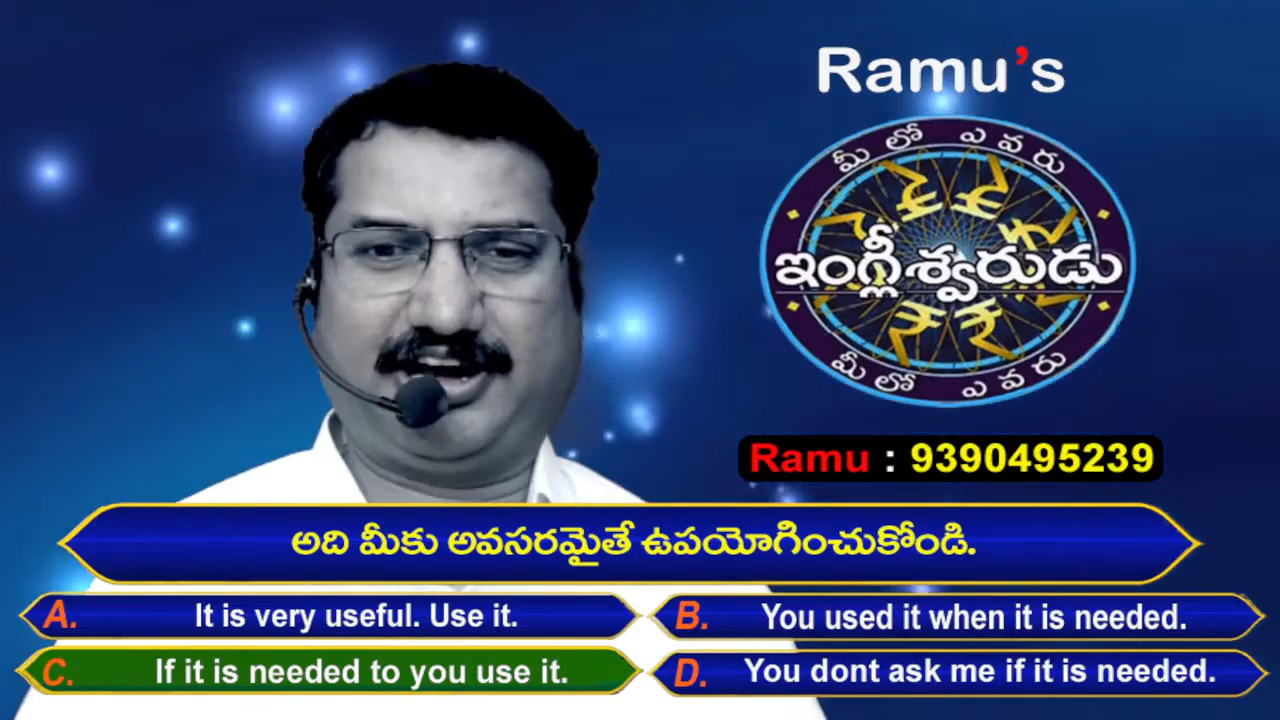 Ramu's
మీలో ఎవరు
ఇంగ్లీశ్వరుడు
మీలో ఎవరు
Ramu : 9390495239
అది మీకు అవసరమైతే ఉపయోగించుకోండి.
A. It is very useful. Use it.
B. You used it when it is needed.
C. If it is needed to you use it.
D. You dont ask me if it is needed.